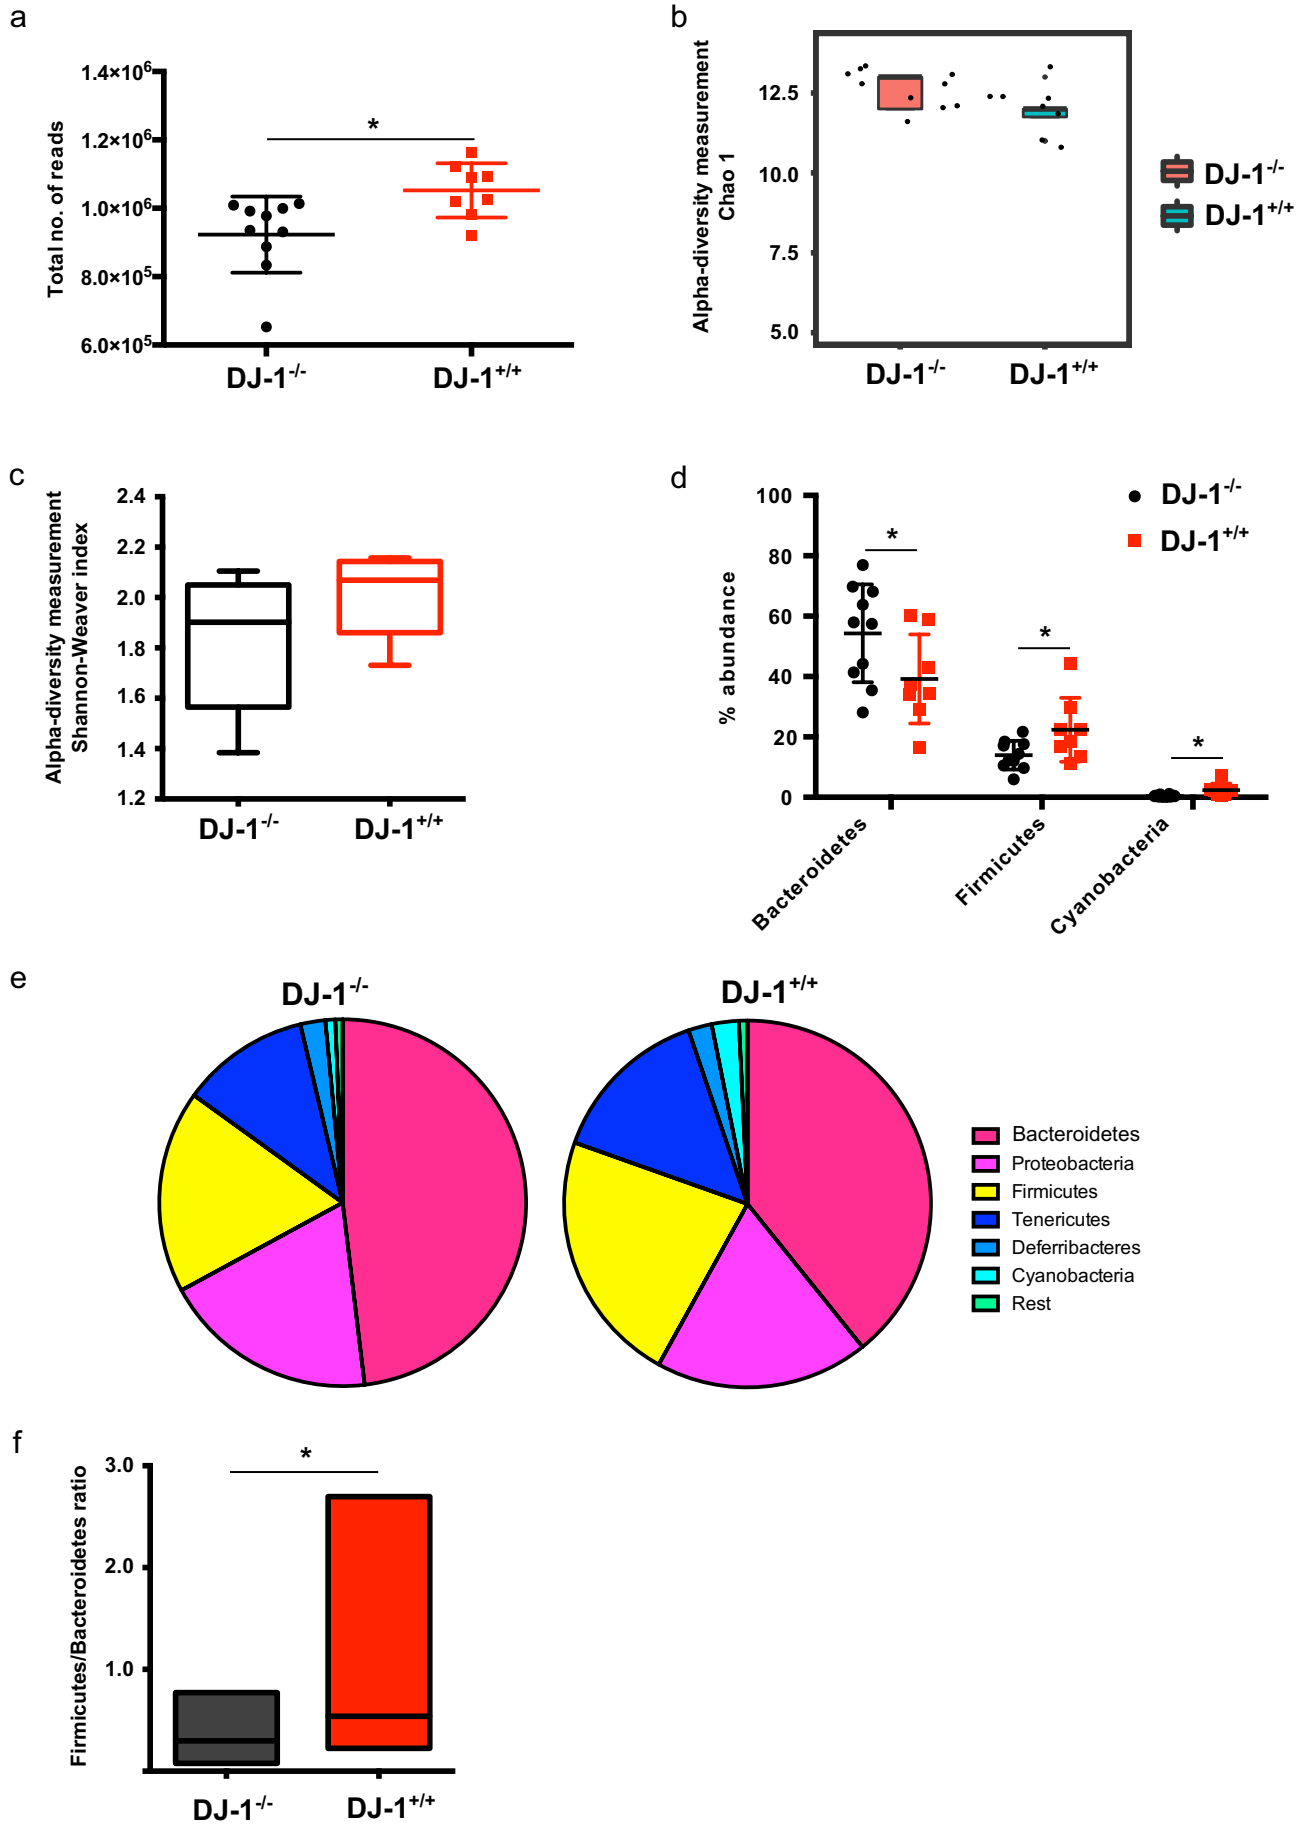 a
Total no. of reads
1.4×10⁶
1.2×10⁶
1.0×10⁶
8.0×10⁵
6.0×10⁵
*
DJ-1⁻/⁻
DJ-1⁺/⁺
b
Alpha-diversity measurement
Chao 1
12.5
10.0
7.5
5.0
DJ-1⁻/⁻
DJ-1⁺/⁺
DJ-1⁻/⁻
DJ-1⁺/⁺
c
Alpha-diversity measurement
Shannon-Weaver index
2.4
2.2
2.0
1.8
1.6
1.4
1.2
DJ-1⁻/⁻
DJ-1⁺/⁺
d
% abundance
100
80
60
40
20
0
*
*
*
DJ-1⁻/⁻
DJ-1⁺/⁺
Bacteroidetes
Firmicutes
Cyanobacteria
e
DJ-1⁻/⁻
DJ-1⁺/⁺
Bacteroidetes
Proteobacteria
Firmicutes
Tenericutes
Deferribacteres
Cyanobacteria
Rest
f
Firmicutes/Bacteroidetes ratio
3.0
2.0
1.0
*
DJ-1⁻/⁻
DJ-1⁺/⁺